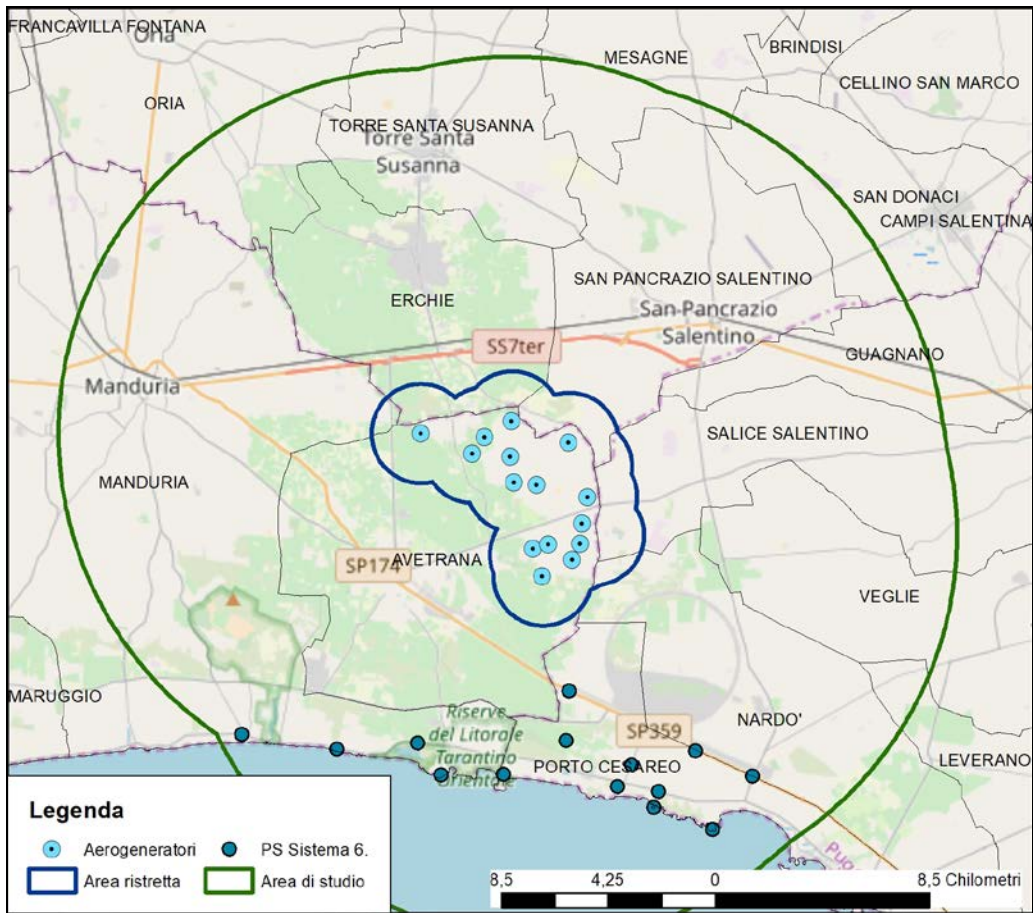 FRANCAVILLA FONTANA
Oria
MESAGNE
BRINDISI
CELLINO SAN MARCO
ORIA
TORRE SANTA SUSANNA
Torre Santa
Susanna
SAN DONACI
CAMPI SALENTINA
SAN PANCRAZIO SALENTINO
ERCHIE
San Pancrazio
Salentino
SS7ter
GUAGNANO
Manduria
SALICE SALENTINO
MANDURIA
AVETRANA
SP174
VEGLIE
MARUGGIO
Riserve
del Litorale
Tarantino
Orientale
SP359
NARDO'
PORTO CESAREO
LEVERANO
Legenda
Aerogeneratori
PS Sistema 6.
Area ristretta
Area di studio
8,5 4,25 0 8,5 Chilometri